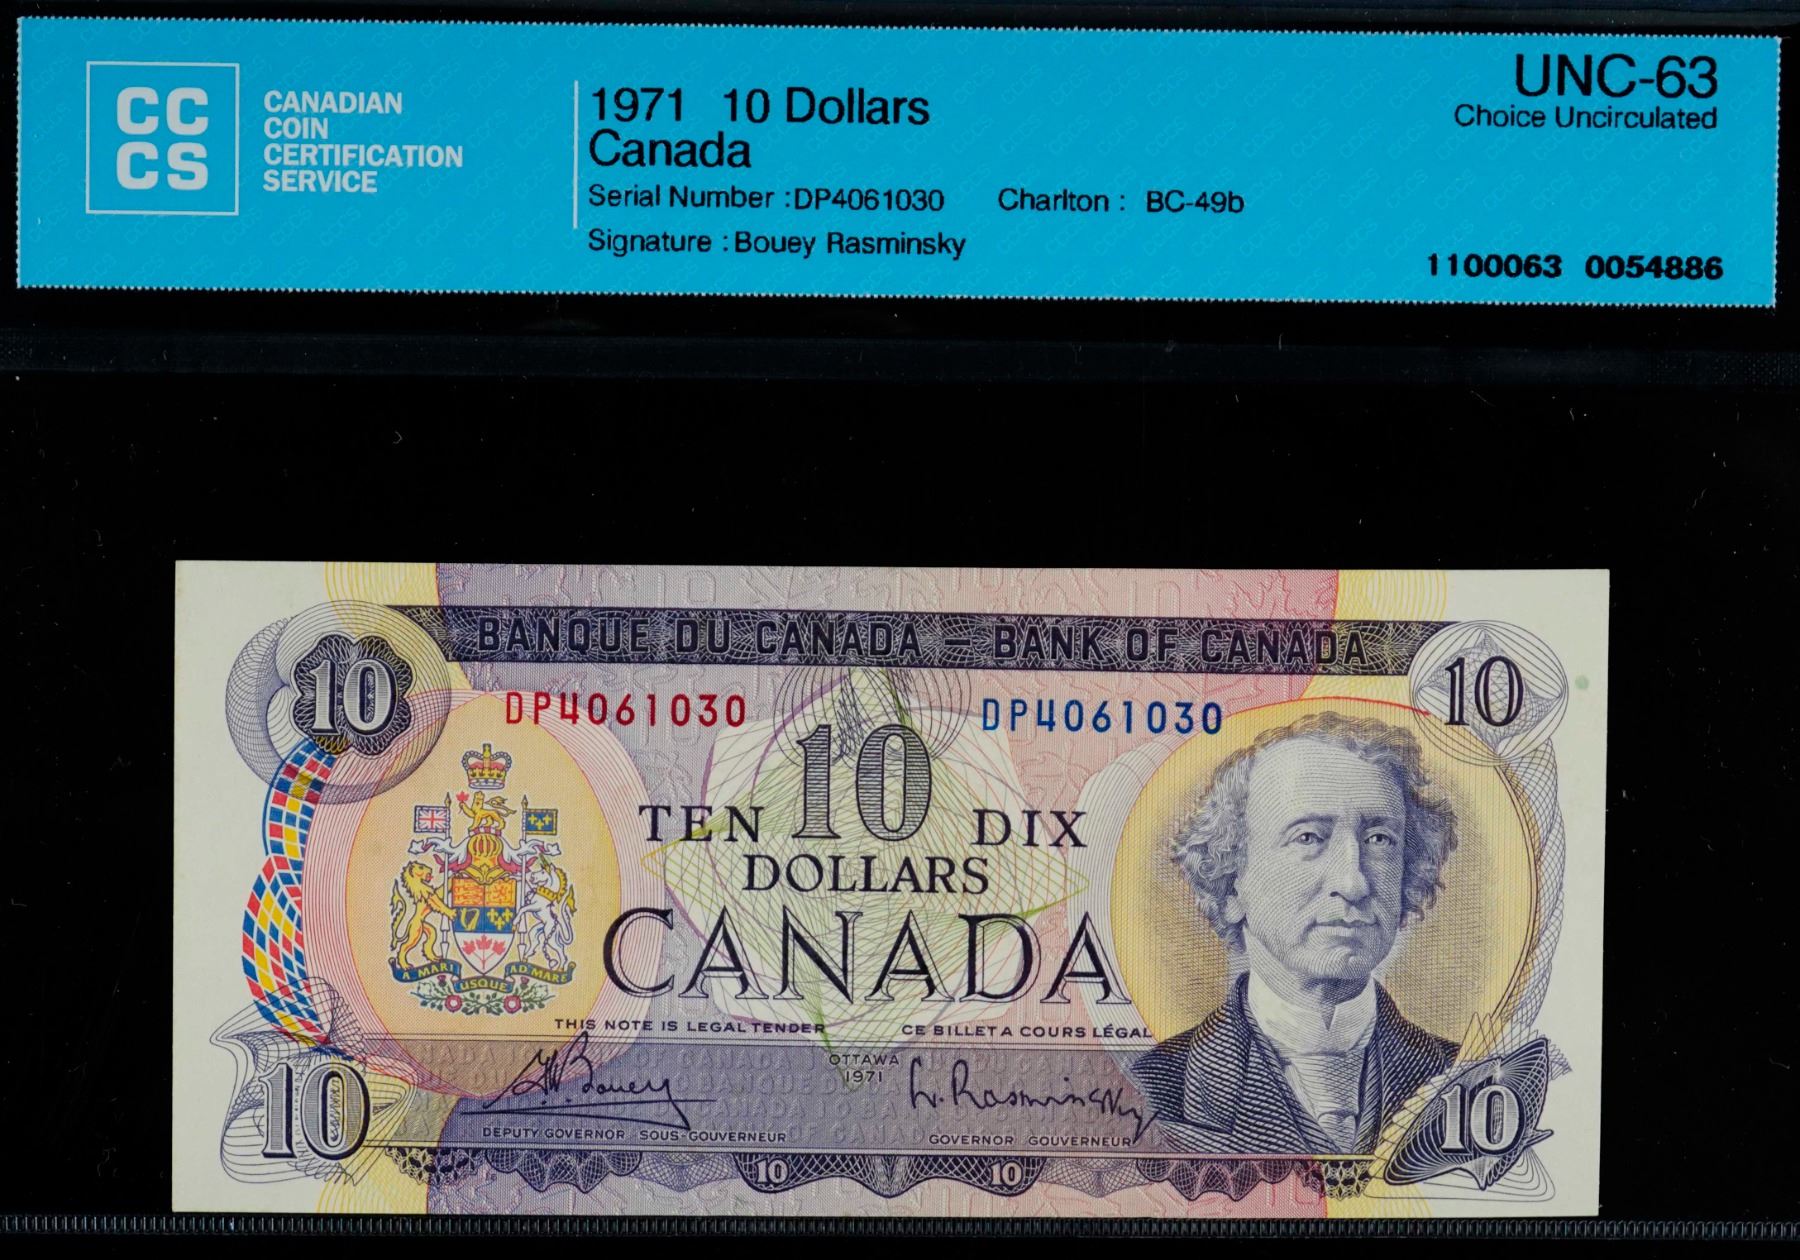 CC
CS
CANADIAN
COIN
CERTIFICATION
SERVICE
1971 10 Dollars
Canada
Serial Number :DP4061030 Charlton : BC-49b
Signature : Bouey Rasminsky
UNC-63
Choice Uncirculated
1100063 0054886
BANQUE DU CANADA – BANK OF CANADA
10
10
DP4061030
DP4061030
TEN 10 DIX
DOLLARS
CANADA
A MARI USQUE AD MARE
THIS NOTE IS LEGAL TENDER
CE BILLET A COURS LÉGAL
OTTAWA
1971
Bouey
L. Rasminsky
DEPUTY GOVERNOR SOUS-GOUVERNEUR
GOVERNOR GOUVERNEUR
10
10
10
10